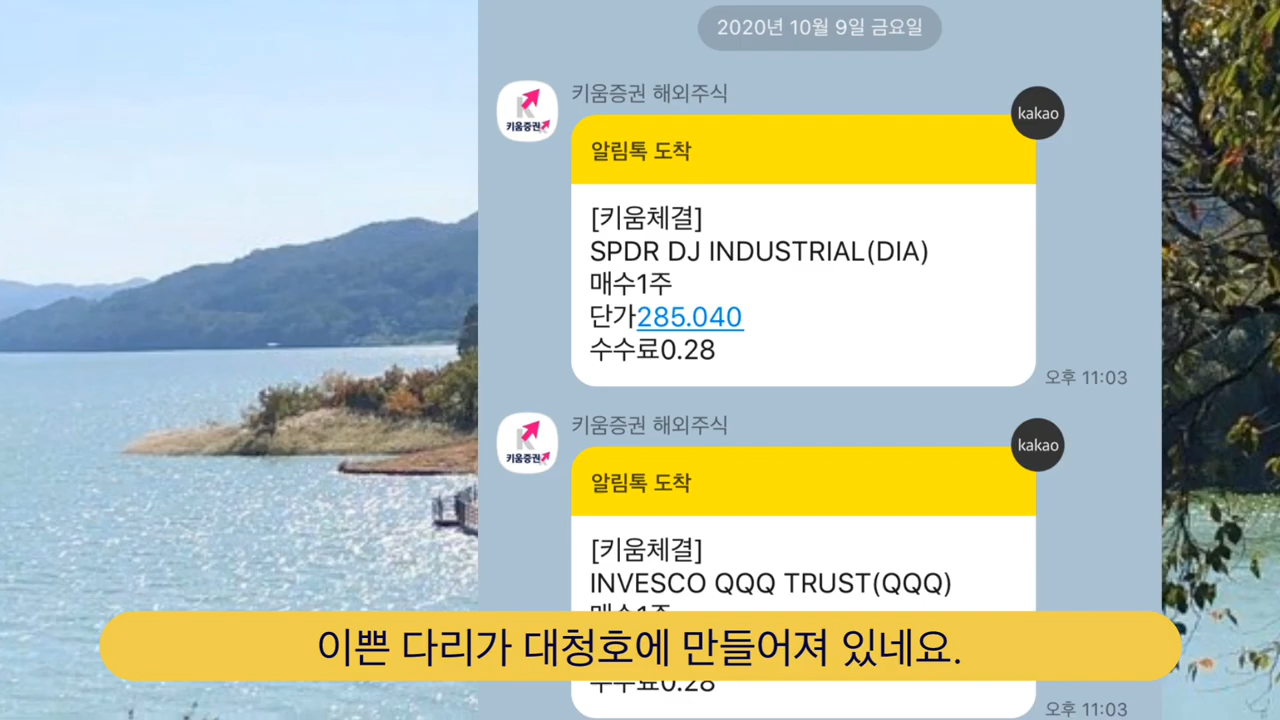 2020년 10월 9일 금요일
키움증권 해외주식
키움증권
kakao
알림톡 도착
[키움체결]
SPDR DJ INDUSTRIAL(DIA)
매수1주
단가285.040
수수료0.28
오후 11:03
키움증권 해외주식
키움증권
kakao
알림톡 도착
[키움체결]
INVESCO QQQ TRUST(QQQ)
매수1주
이쁜 다리가 대청호에 만들어져 있네요.
수수료0.28
오후 11:03